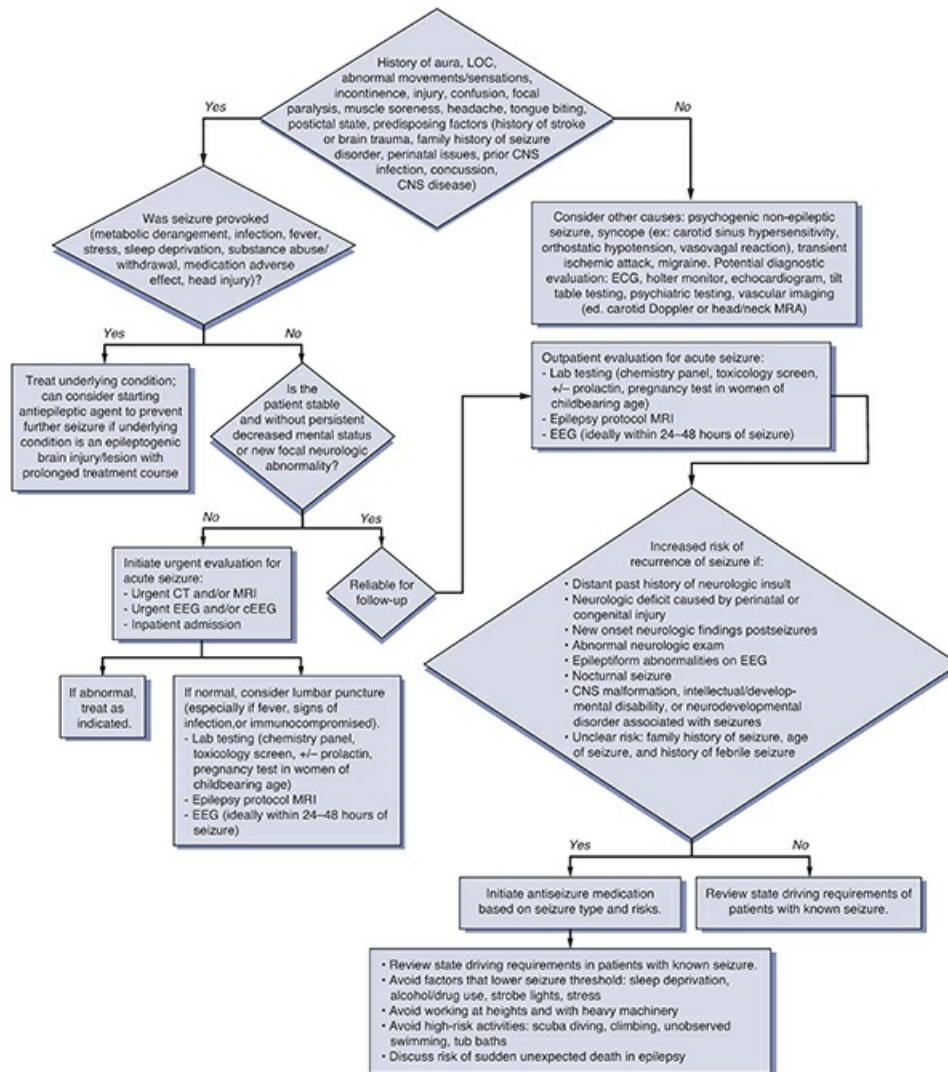 History of aura, LOC,
abnormal movements/sensations,
incontinence, injury, confusion, focal
paralysis, muscle soreness, headache, tongue biting,
postictal state, predisposing factors (history of stroke
or brain trauma, family history of seizure
disorder, perinatal issues, prior CNS
infection, concussion,
CNS disease)
Yes
No
Was seizure provoked
(metabolic derangement, infection, fever,
stress, sleep deprivation, substance abuse/
withdrawal, medication adverse
effect, head injury)?
Consider other causes: psychogenic non-epileptic
seizure, syncope (ex: carotid sinus hypersensitivity,
orthostatic hypotension, vasovagal reaction), transient
ischemic attack, migraine. Potential diagnostic
evaluation: ECG, holter monitor, echocardiogram, tilt
table testing, psychiatric testing, vascular imaging
(ed. carotid Doppler or head/neck MRA)
Yes
No
Treat underlying condition;
can consider starting
antiepileptic agent to prevent
further seizure if underlying
condition is an epileptogenic
brain injury/lesion with
prolonged treatment course
Is the
patient stable
and without persistent
decreased mental status
or new focal neurologic
abnormality?
Outpatient evaluation for acute seizure:
- Lab testing (chemistry panel, toxicology screen,
+/– prolactin, pregnancy test in women of
childbearing age)
- Epilepsy protocol MRI
- EEG (ideally within 24–48 hours of seizure)
No
Yes
Initiate urgent evaluation for
acute seizure:
- Urgent CT and/or MRI
- Urgent EEG and/or cEEG
- Inpatient admission
Reliable for
follow-up
If abnormal,
treat as
indicated.
If normal, consider lumbar puncture
(especially if fever, signs of
infection,or immunocompromised).
- Lab testing (chemistry panel,
toxicology screen, +/– prolactin,
pregnancy test in women of
childbearing age)
- Epilepsy protocol MRI
- EEG (ideally within 24–48 hours of
seizure)
Increased risk of
recurrence of seizure if:
• Distant past history of neurologic insult
• Neurologic deficit caused by perinatal or
congenital injury
• New onset neurologic findings postseizures
• Abnormal neurologic exam
• Epileptiform abnormalities on EEG
• Nocturnal seizure
• CNS malformation, intellectual/develop-
mental disability, or neurodevelopmental
disorder associated with seizures
• Unclear risk: family history of seizure, age
of seizure, and history of febrile seizure
Yes
No
Initiate antiseizure medication
based on seizure type and risks.
Review state driving requirements of
patients with known seizure.
• Review state driving requirements in patients with known seizure.
• Avoid factors that lower seizure threshold: sleep deprivation,
alcohol/drug use, strobe lights, stress
• Avoid working at heights and with heavy machinery
• Avoid high-risk activities: scuba diving, climbing, unobserved
swimming, tub baths
• Discuss risk of sudden unexpected death in epilepsy